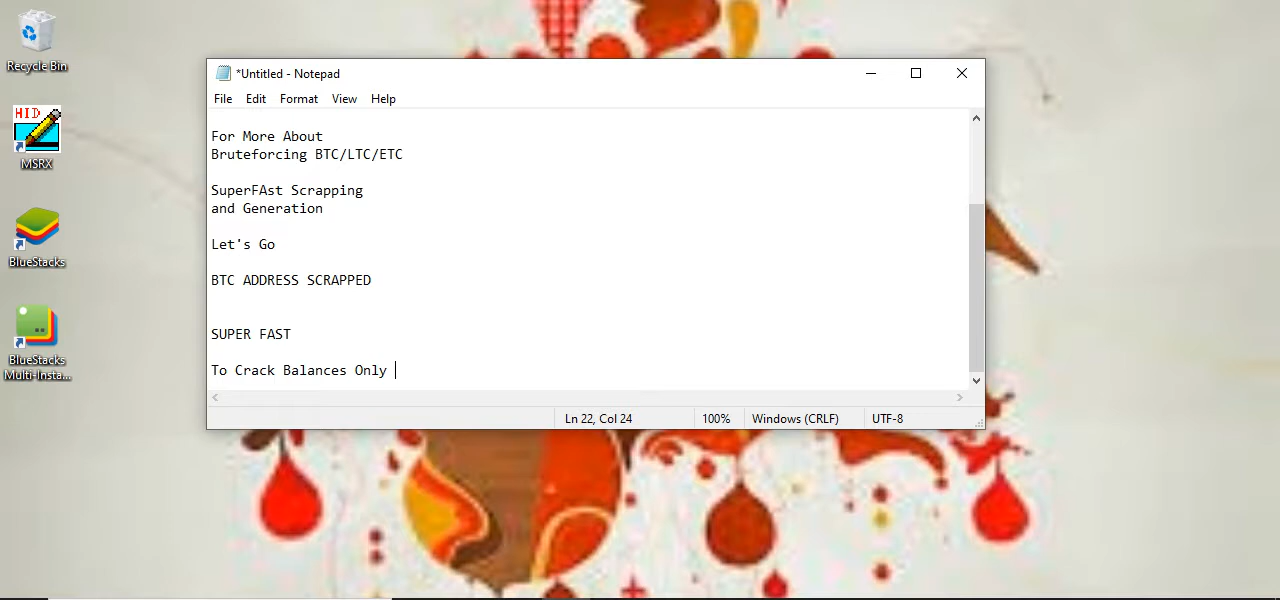 Recycle Bin
HID
MSRX
BlueStacks
BlueStacks
Multi-Insta...
*Untitled - Notepad
File Edit Format View Help
For More About
Bruteforcing BTC/LTC/ETC
SuperFAst Scrapping
and Generation
Let's Go
BTC ADDRESS SCRAPPED
SUPER FAST
To Crack Balances Only
Ln 22, Col 24 100% Windows (CRLF) UTF-8